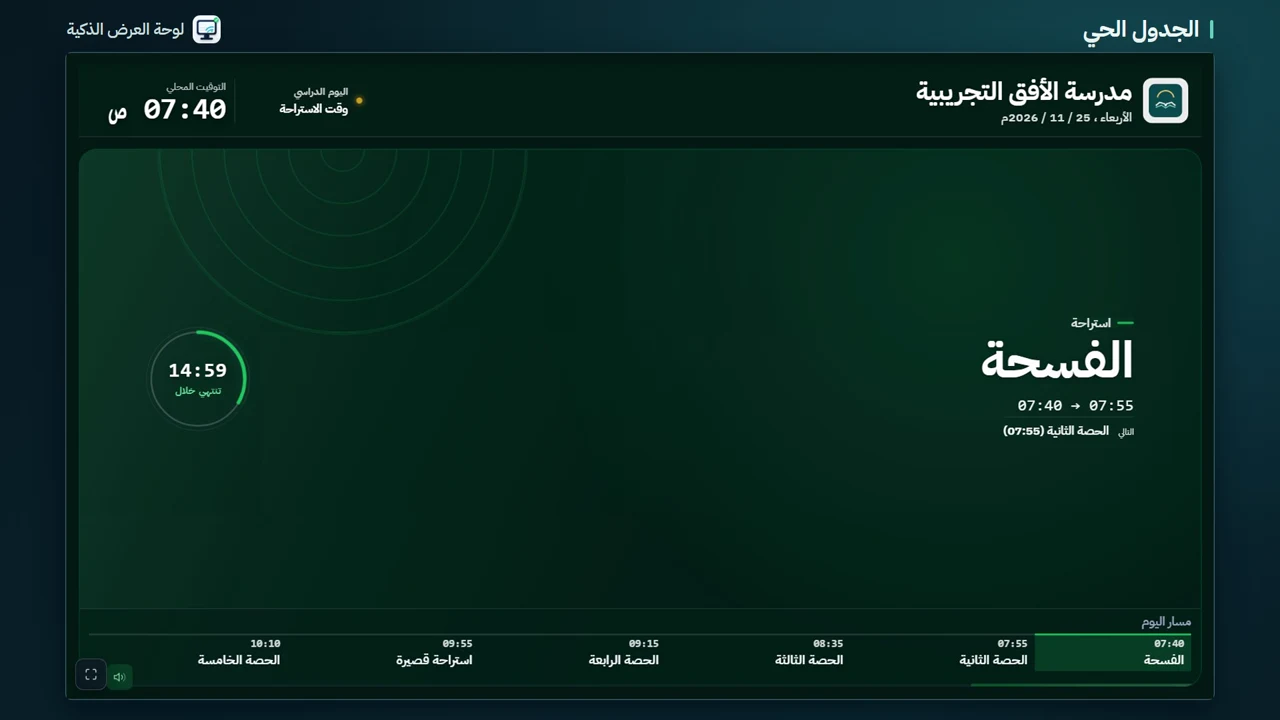 الجدول الحي
لوحة العرض الذكية
مدرسة الأفق التجريبية
الأربعاء ، 25 / 11 / 2026م
اليوم الدراسي
وقت الاستراحة
التوقيت المحلي
07:40 ص
استراحة
الفسحة
07:40 → 07:55
التالي الحصة الثانية (07:55)
14:59
تنتهي خلال
مسار اليوم
07:40
الفسحة
07:55
الحصة الثانية
08:35
الحصة الثالثة
09:15
الحصة الرابعة
09:55
استراحة قصيرة
10:10
الحصة الخامسة